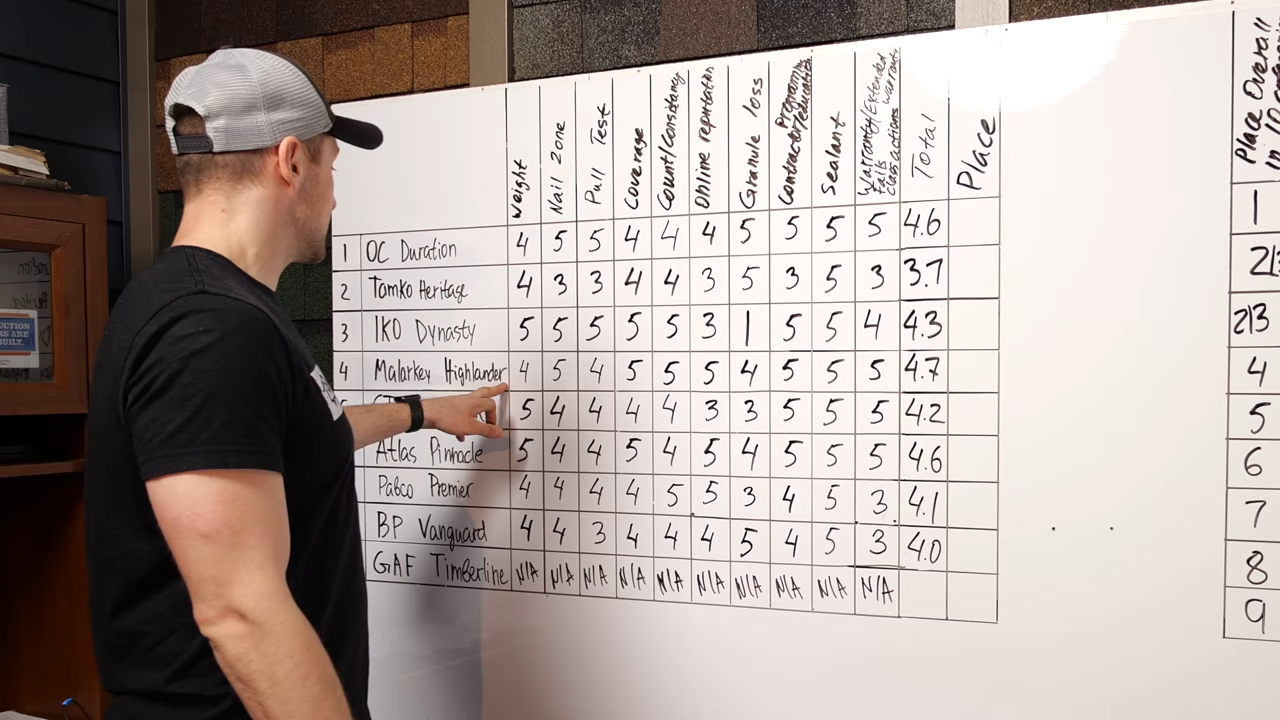 weight Nail Zone Pull Test Coverage Count/Consistancy Online reputation Granule loss Contractor Programs/education Sealant Warranty/Extended fails warranty class actions Total Place
1 OC Duration 4 5 5 4 4 4 5 5 5 5 4.6
2 Tamko Heritage 4 3 3 4 4 3 5 3 5 3 3.7
3 IKO Dynasty 5 5 5 5 5 3 1 5 5 4 4.3
4 Malarkey Highlander 4 5 4 5 5 5 4 5 5 5 4.7
5 4 4 4 4 3 3 5 5 5 4.2
Atlas Pinnacle 5 4 4 5 4 5 4 5 5 5 4.6
Pabco Premier 4 4 4 4 5 5 3 4 5 3 4.1
BP Vanguard 4 4 3 4 4 4 5 4 5 3 4.0
GAF Timberline N/A N/A N/A N/A N/A N/A N/A N/A N/A N/A
Place Overall
1
2/3
2/3
4
5
6
7
8
9